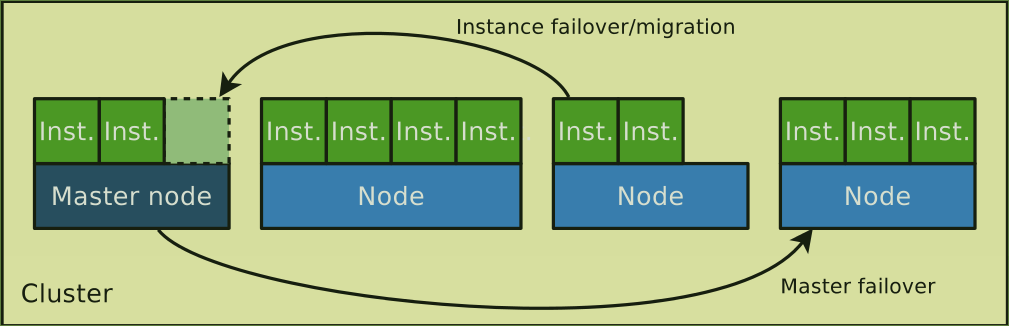 Instance failover/migration
Inst. Inst. Inst. Inst. Inst. Inst. Inst. Inst. Inst. Inst. Inst.
Master node Node Node Node
Master failover
Cluster